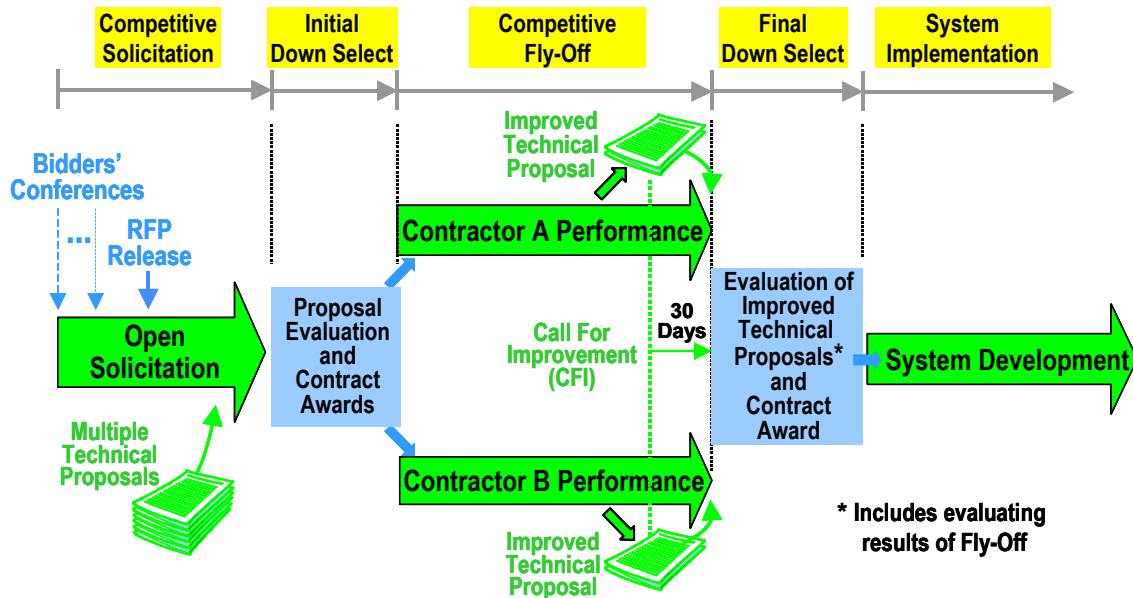 Competitive
Solicitation
Initial
Down Select
Competitive
Fly-Off
Final
Down Select
System
Implementation
Improved
Technical
Proposal
Bidders’
Conferences
...
RFP
Release
Contractor A Performance
Open
Solicitation
Proposal
Evaluation
and
Contract
Awards
Call For
Improvement
(CFI)
30
Days
Evaluation of
Improved
Technical
Proposals*
and
Contract
Award
System Development
Multiple
Technical
Proposals
Contractor B Performance
Improved
Technical
Proposal
* Includes evaluating
results of Fly-Off